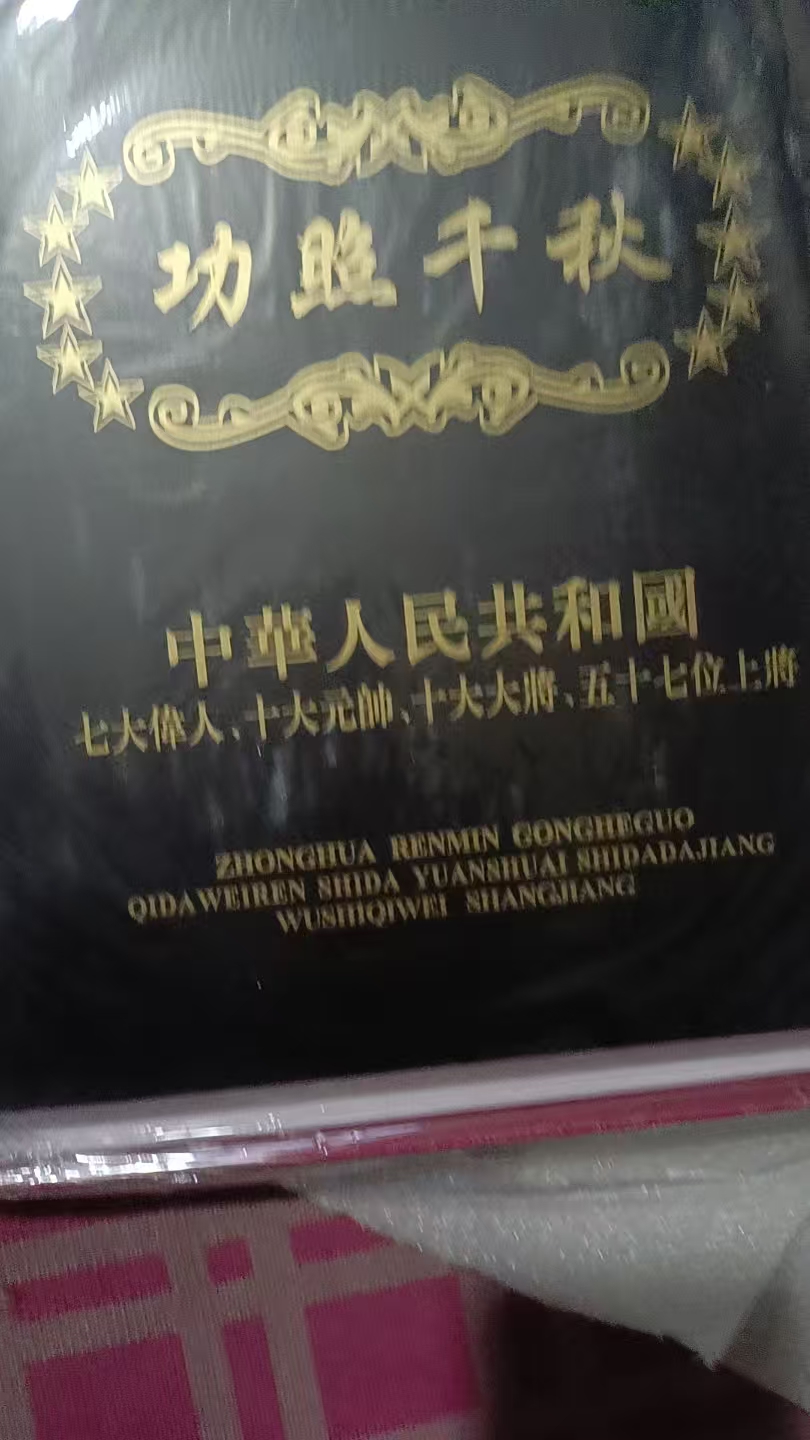 功照千秋
中華人民共和國
七大偉人、十大元帥、十大大將、五十七位上將
ZHONGHUA RENMIN GONGHEGUO
QIDAWEIREN SHIDA YUANSHUAI SHIDADAJIANG
WUSHIQIWEI SHANGJIANG